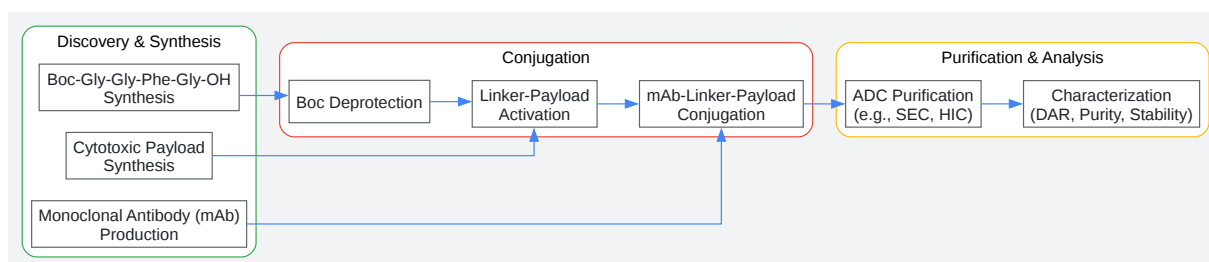 Discovery & Synthesis
Boc-Gly-Gly-Phe-Gly-OH
Synthesis
Cytotoxic Payload
Synthesis
Monoclonal Antibody (mAb)
Production
Conjugation
Boc Deprotection
Linker-Payload
Activation
mAb-Linker-Payload
Conjugation
Purification & Analysis
ADC Purification
(e.g., SEC, HIC)
Characterization
(DAR, Purity, Stability)